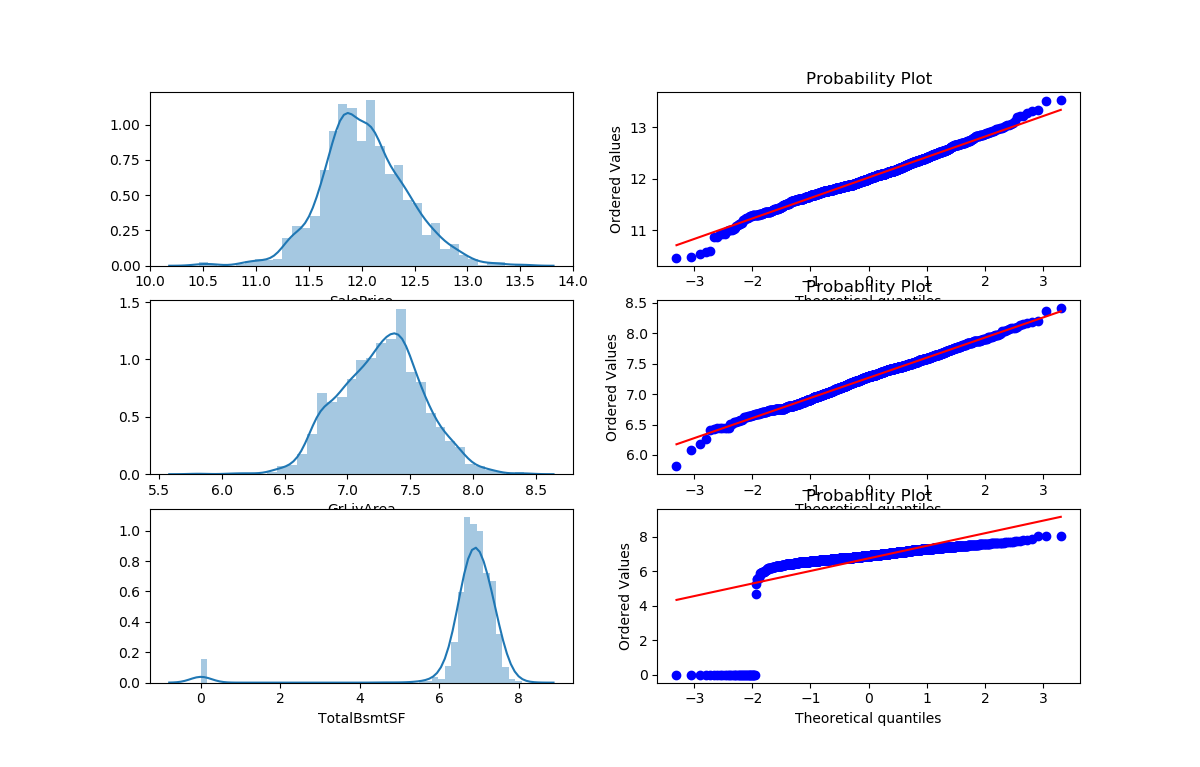 Probability Plot
1.00
0.75
0.50
0.25
0.00
10.0 10.5 11.0 11.5 12.0 12.5 13.0 13.5 14.0
SalePrice
Ordered Values
13
12
11
−3 −2 −1 0 1 2 3
Theoretical quantiles
1.5
1.0
0.5
0.0
5.5 6.0 6.5 7.0 7.5 8.0 8.5
GrLivArea
Probability Plot
Ordered Values
8.5
8.0
7.5
7.0
6.5
6.0
−3 −2 −1 0 1 2 3
Theoretical quantiles
1.0
0.8
0.6
0.4
0.2
0.0
0 2 4 6 8
TotalBsmtSF
Probability Plot
Ordered Values
8
6
4
2
0
−3 −2 −1 0 1 2 3
Theoretical quantiles